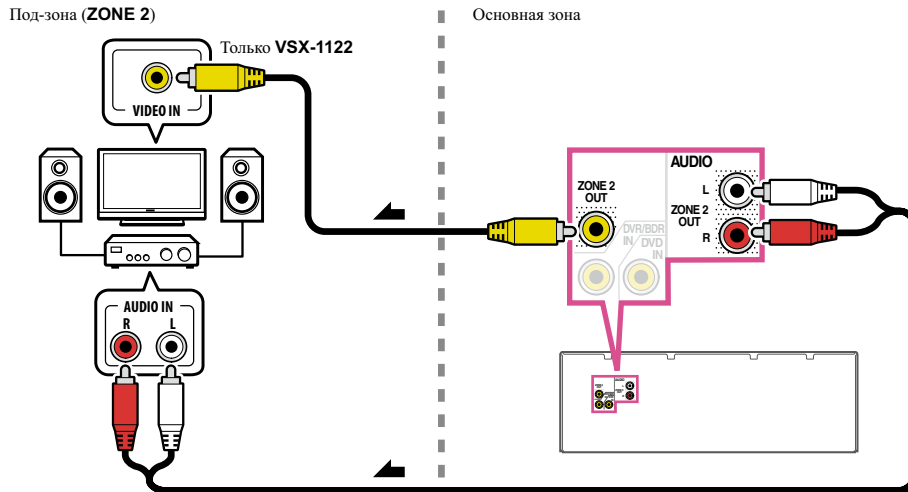 Под-зона (ZONE 2)
Основная зона
Только VSX-1122
VIDEO IN
AUDIO
ZONE 2
OUT
L
ZONE 2
OUT
R
DVR/BDR
IN
DVD
IN
AUDIO IN
R L
AUDIO